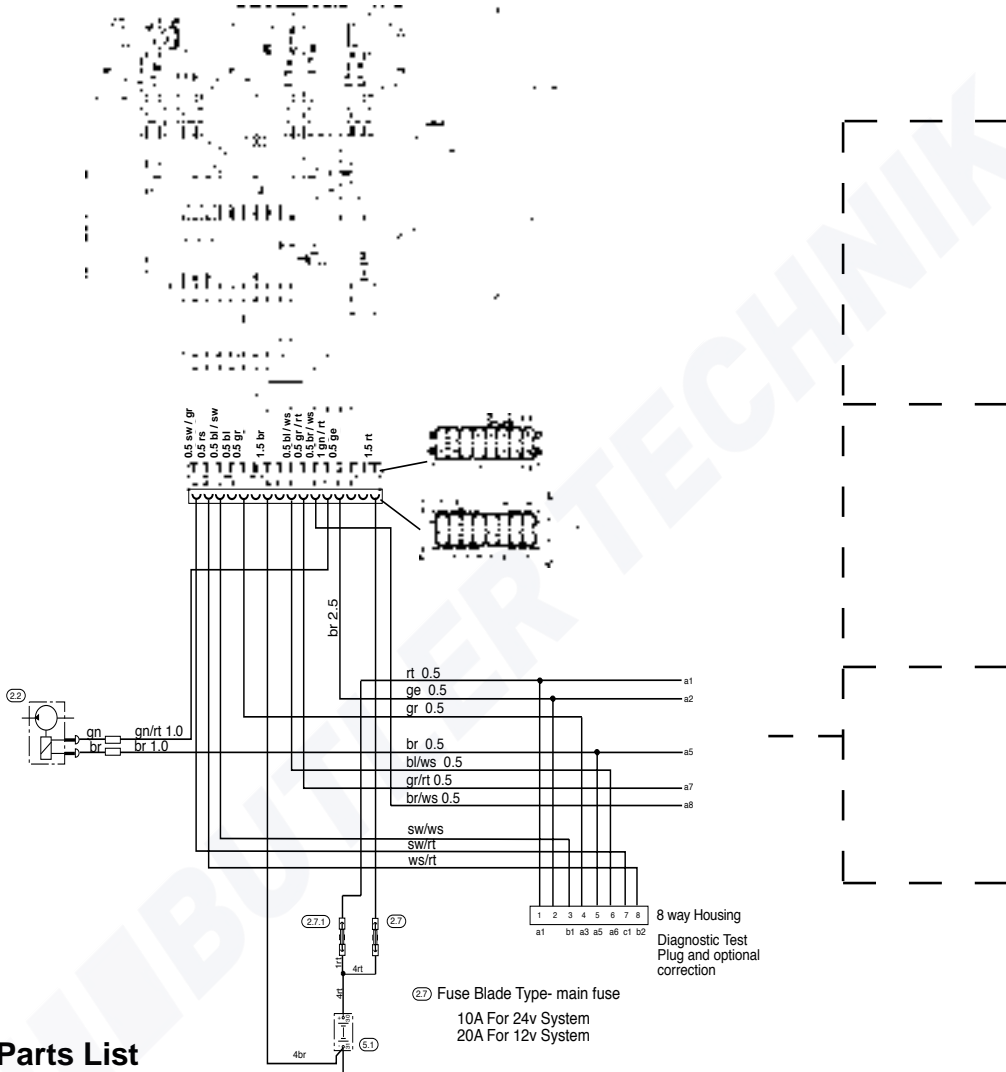 0.5 sw / gr
0.5 rs
0.5 bl / sw
0.5 bl
0.5 gr
1.5 br
0.5 bl / ws
0.5 gr / rt
0.5 br / ws
1 gn / rt
0.5 ge
1.5 rt
br 2.5
rt 0.5
a1
ge 0.5
a2
gr 0.5
2.2
gn
gn/rt 1.0
br
br 1.0
br 0.5
a5
bl/ws 0.5
gr/rt 0.5
a7
br/ws 0.5
a8
sw/ws
sw/rt
ws/rt
1 2 3 4 5 6 7 8
8 way Housing
a1 b1 a3 a5 a6 c1 b2
Diagnostic Test
Plug and optional
correction
2.7.1
2.7
1rt
4rt
4rt
2.7 Fuse Blade Type- main fuse
10A For 24v System
20A For 12v System
5.1
4br
Parts List
BUTLER TECHNIK